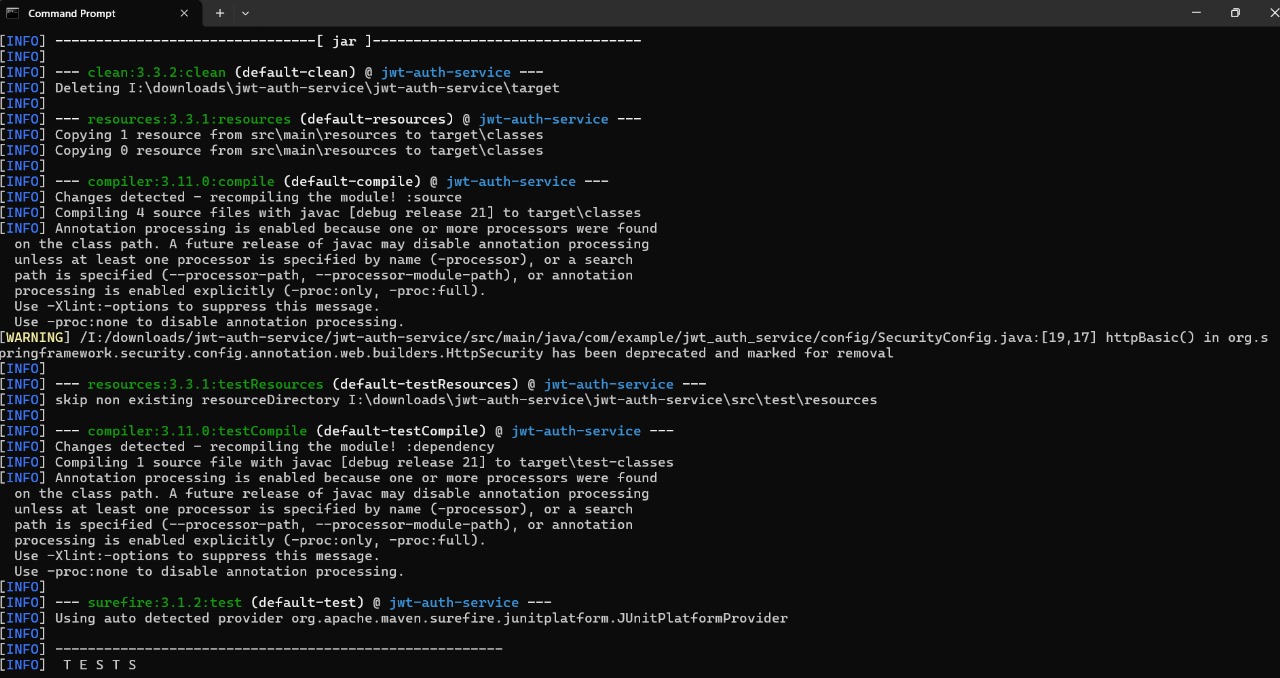 Command Prompt
[INFO] --------------------------------[ jar ]---------------------------------
[INFO]
[INFO] --- clean:3.3.2:clean (default-clean) @ jwt-auth-service ---
[INFO] Deleting I:\downloads\jwt-auth-service\jwt-auth-service\target
[INFO]
[INFO] --- resources:3.3.1:resources (default-resources) @ jwt-auth-service ---
[INFO] Copying 1 resource from src\main\resources to target\classes
[INFO] Copying 0 resource from src\main\resources to target\classes
[INFO]
[INFO] --- compiler:3.11.0:compile (default-compile) @ jwt-auth-service ---
[INFO] Changes detected - recompiling the module! :source
[INFO] Compiling 4 source files with javac [debug release 21] to target\classes
[INFO] Annotation processing is enabled because one or more processors were found
on the class path. A future release of javac may disable annotation processing
unless at least one processor is specified by name (-processor), or a search
path is specified (--processor-path, --processor-module-path), or annotation
processing is enabled explicitly (-proc:only, -proc:full).
Use -Xlint:-options to suppress this message.
Use -proc:none to disable annotation processing.
[WARNING] /I:/downloads/jwt-auth-service/jwt-auth-service/src/main/java/com/example/jwt_auth_service/config/SecurityConfig.java:[19,17] httpBasic() in org.s
pringframework.security.config.annotation.web.builders.HttpSecurity has been deprecated and marked for removal
[INFO]
[INFO] --- resources:3.3.1:testResources (default-testResources) @ jwt-auth-service ---
[INFO] skip non existing resourceDirectory I:\downloads\jwt-auth-service\jwt-auth-service\src\test\resources
[INFO]
[INFO] --- compiler:3.11.0:testCompile (default-testCompile) @ jwt-auth-service ---
[INFO] Changes detected - recompiling the module! :dependency
[INFO] Compiling 1 source file with javac [debug release 21] to target\test-classes
[INFO] Annotation processing is enabled because one or more processors were found
on the class path. A future release of javac may disable annotation processing
unless at least one processor is specified by name (-processor), or a search
path is specified (--processor-path, --processor-module-path), or annotation
processing is enabled explicitly (-proc:only, -proc:full).
Use -Xlint:-options to suppress this message.
Use -proc:none to disable annotation processing.
[INFO]
[INFO] --- surefire:3.1.2:test (default-test) @ jwt-auth-service ---
[INFO] Using auto detected provider org.apache.maven.surefire.junitplatform.JUnitPlatformProvider
[INFO]
[INFO] -------------------------------------------------------
[INFO]  T E S T S